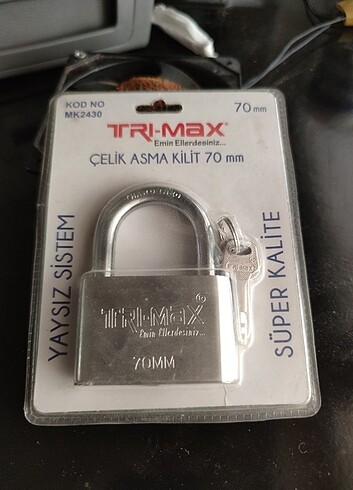 KOD NO
MK2430
70 mm
TRI-MAX®
Emin Ellerdesiniz...
ÇELİK ASMA KİLİT 70 mm
YAYSIZ SİSTEM
SÜPER KALİTE
TRI-MAX®
Emin Ellerdesiniz...
70MM